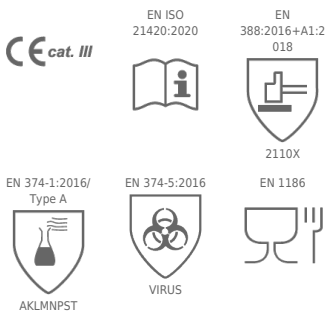 CE cat. III
EN ISO
21420:2020
i
EN
388:2016+A1:2
018
2110X
EN 374-1:2016/
Type A
AKLMNPST
EN 374-5:2016
VIRUS
EN 1186